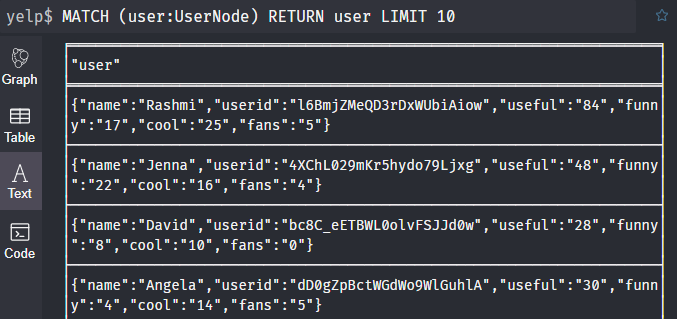 yelp$ MATCH (user:UserNode) RETURN user LIMIT 10
Graph
Table
Text
Code
"user"
{"name":"Rashmi","userid":"l6BmjZMeQD3rDxWUbiAiow","useful":"84","funn
y":"17","cool":"25","fans":"5"}
{"name":"Jenna","userid":"4XChL029mKr5hydo79Ljxg","useful":"48","funny
":"22","cool":"16","fans":"4"}
{"name":"David","userid":"bc8C_eETBWL0olvFSJJd0w","useful":"28","funny
":"8","cool":"10","fans":"0"}
{"name":"Angela","userid":"dD0gZpBctWGdWo9WlGuhlA","useful":"30","funn
y":"4","cool":"14","fans":"5"}